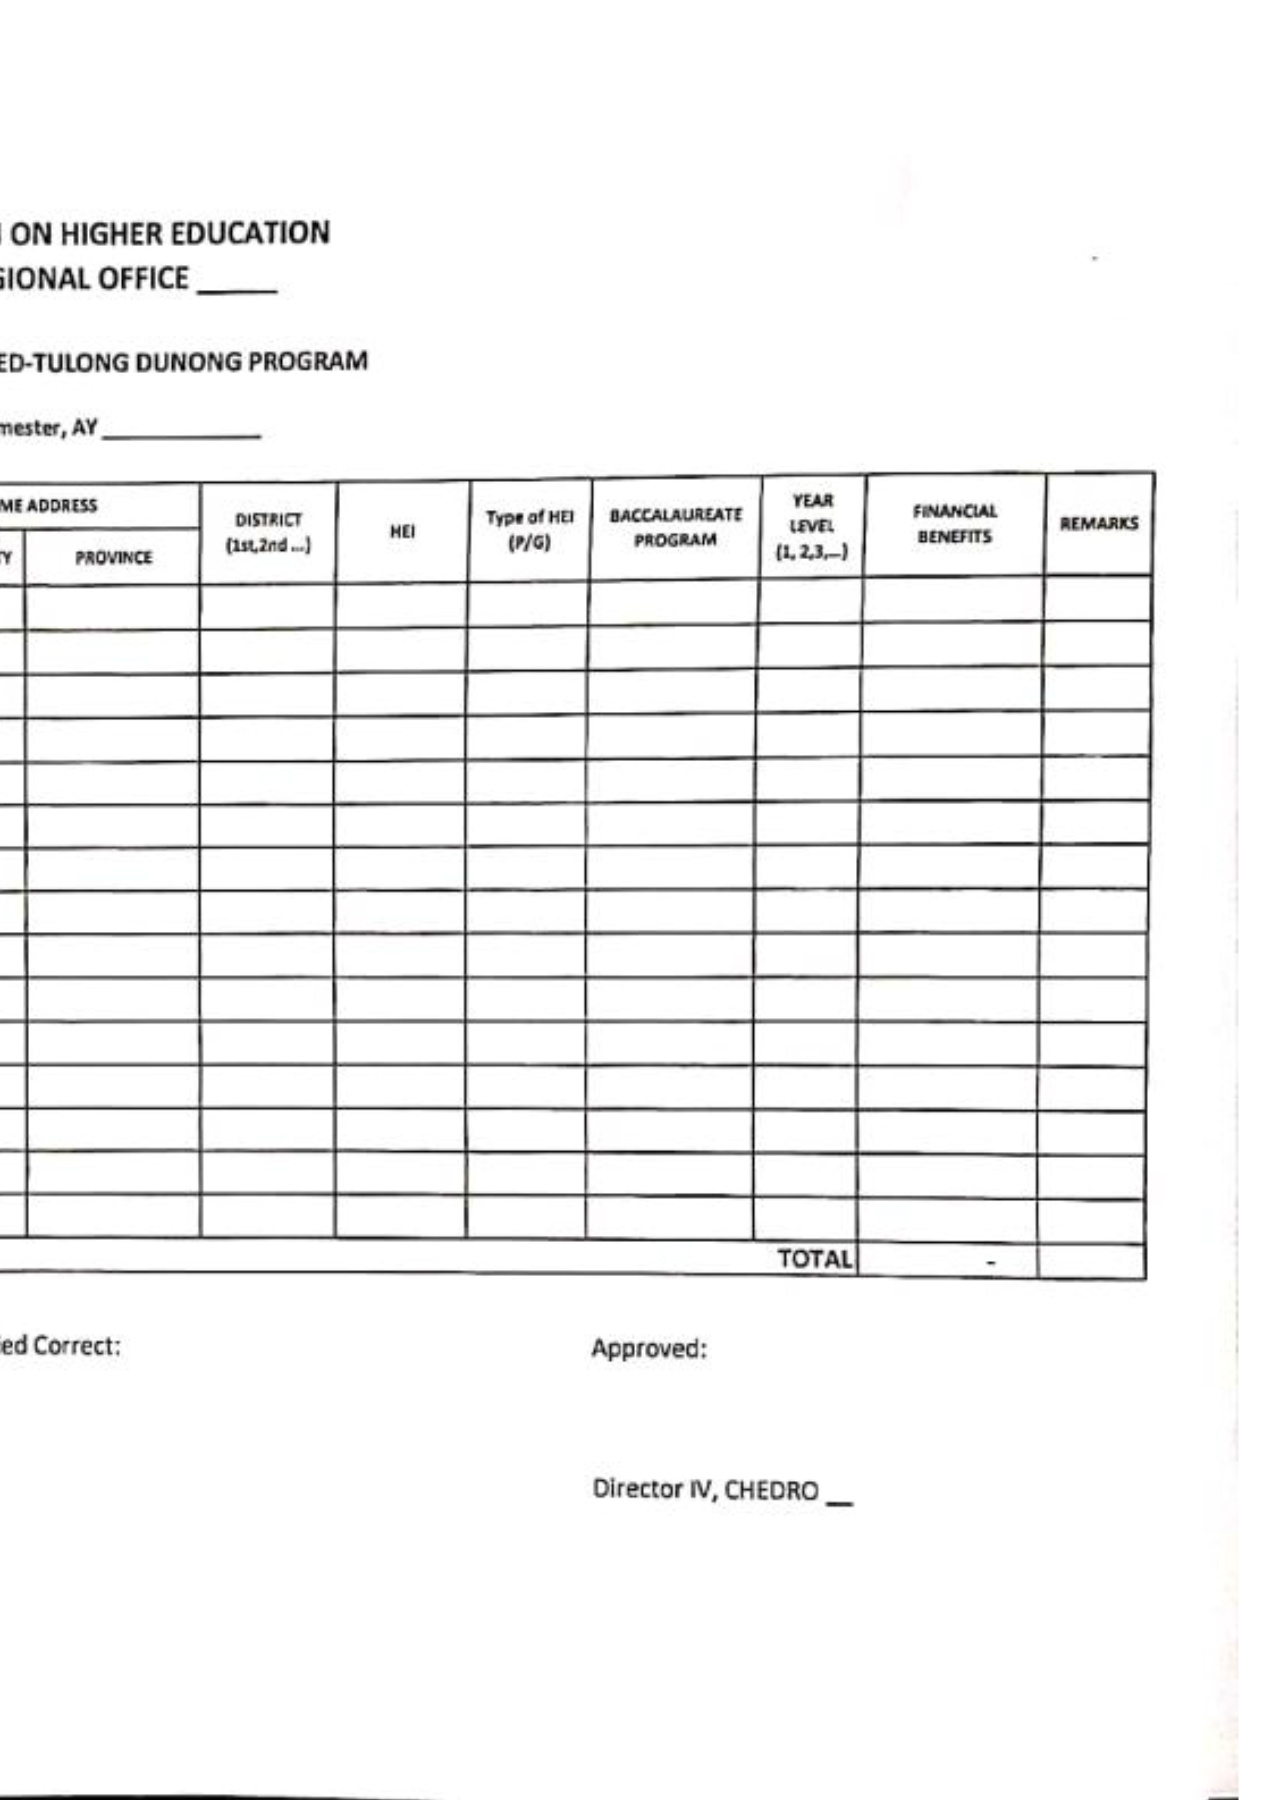 N ON HIGHER EDUCATION
GIONAL OFFICE _____
ED-TULONG DUNONG PROGRAM
mester, AY __________
ME ADDRESS
TY
PROVINCE
DISTRICT
(1st,2nd ...)
HEI
Type of HEI
(P/G)
BACCALAUREATE
PROGRAM
YEAR
LEVEL
(1, 2,3,...)
FINANCIAL
BENEFITS
REMARKS
TOTAL -
ied Correct:
Approved:
Director IV, CHEDRO __